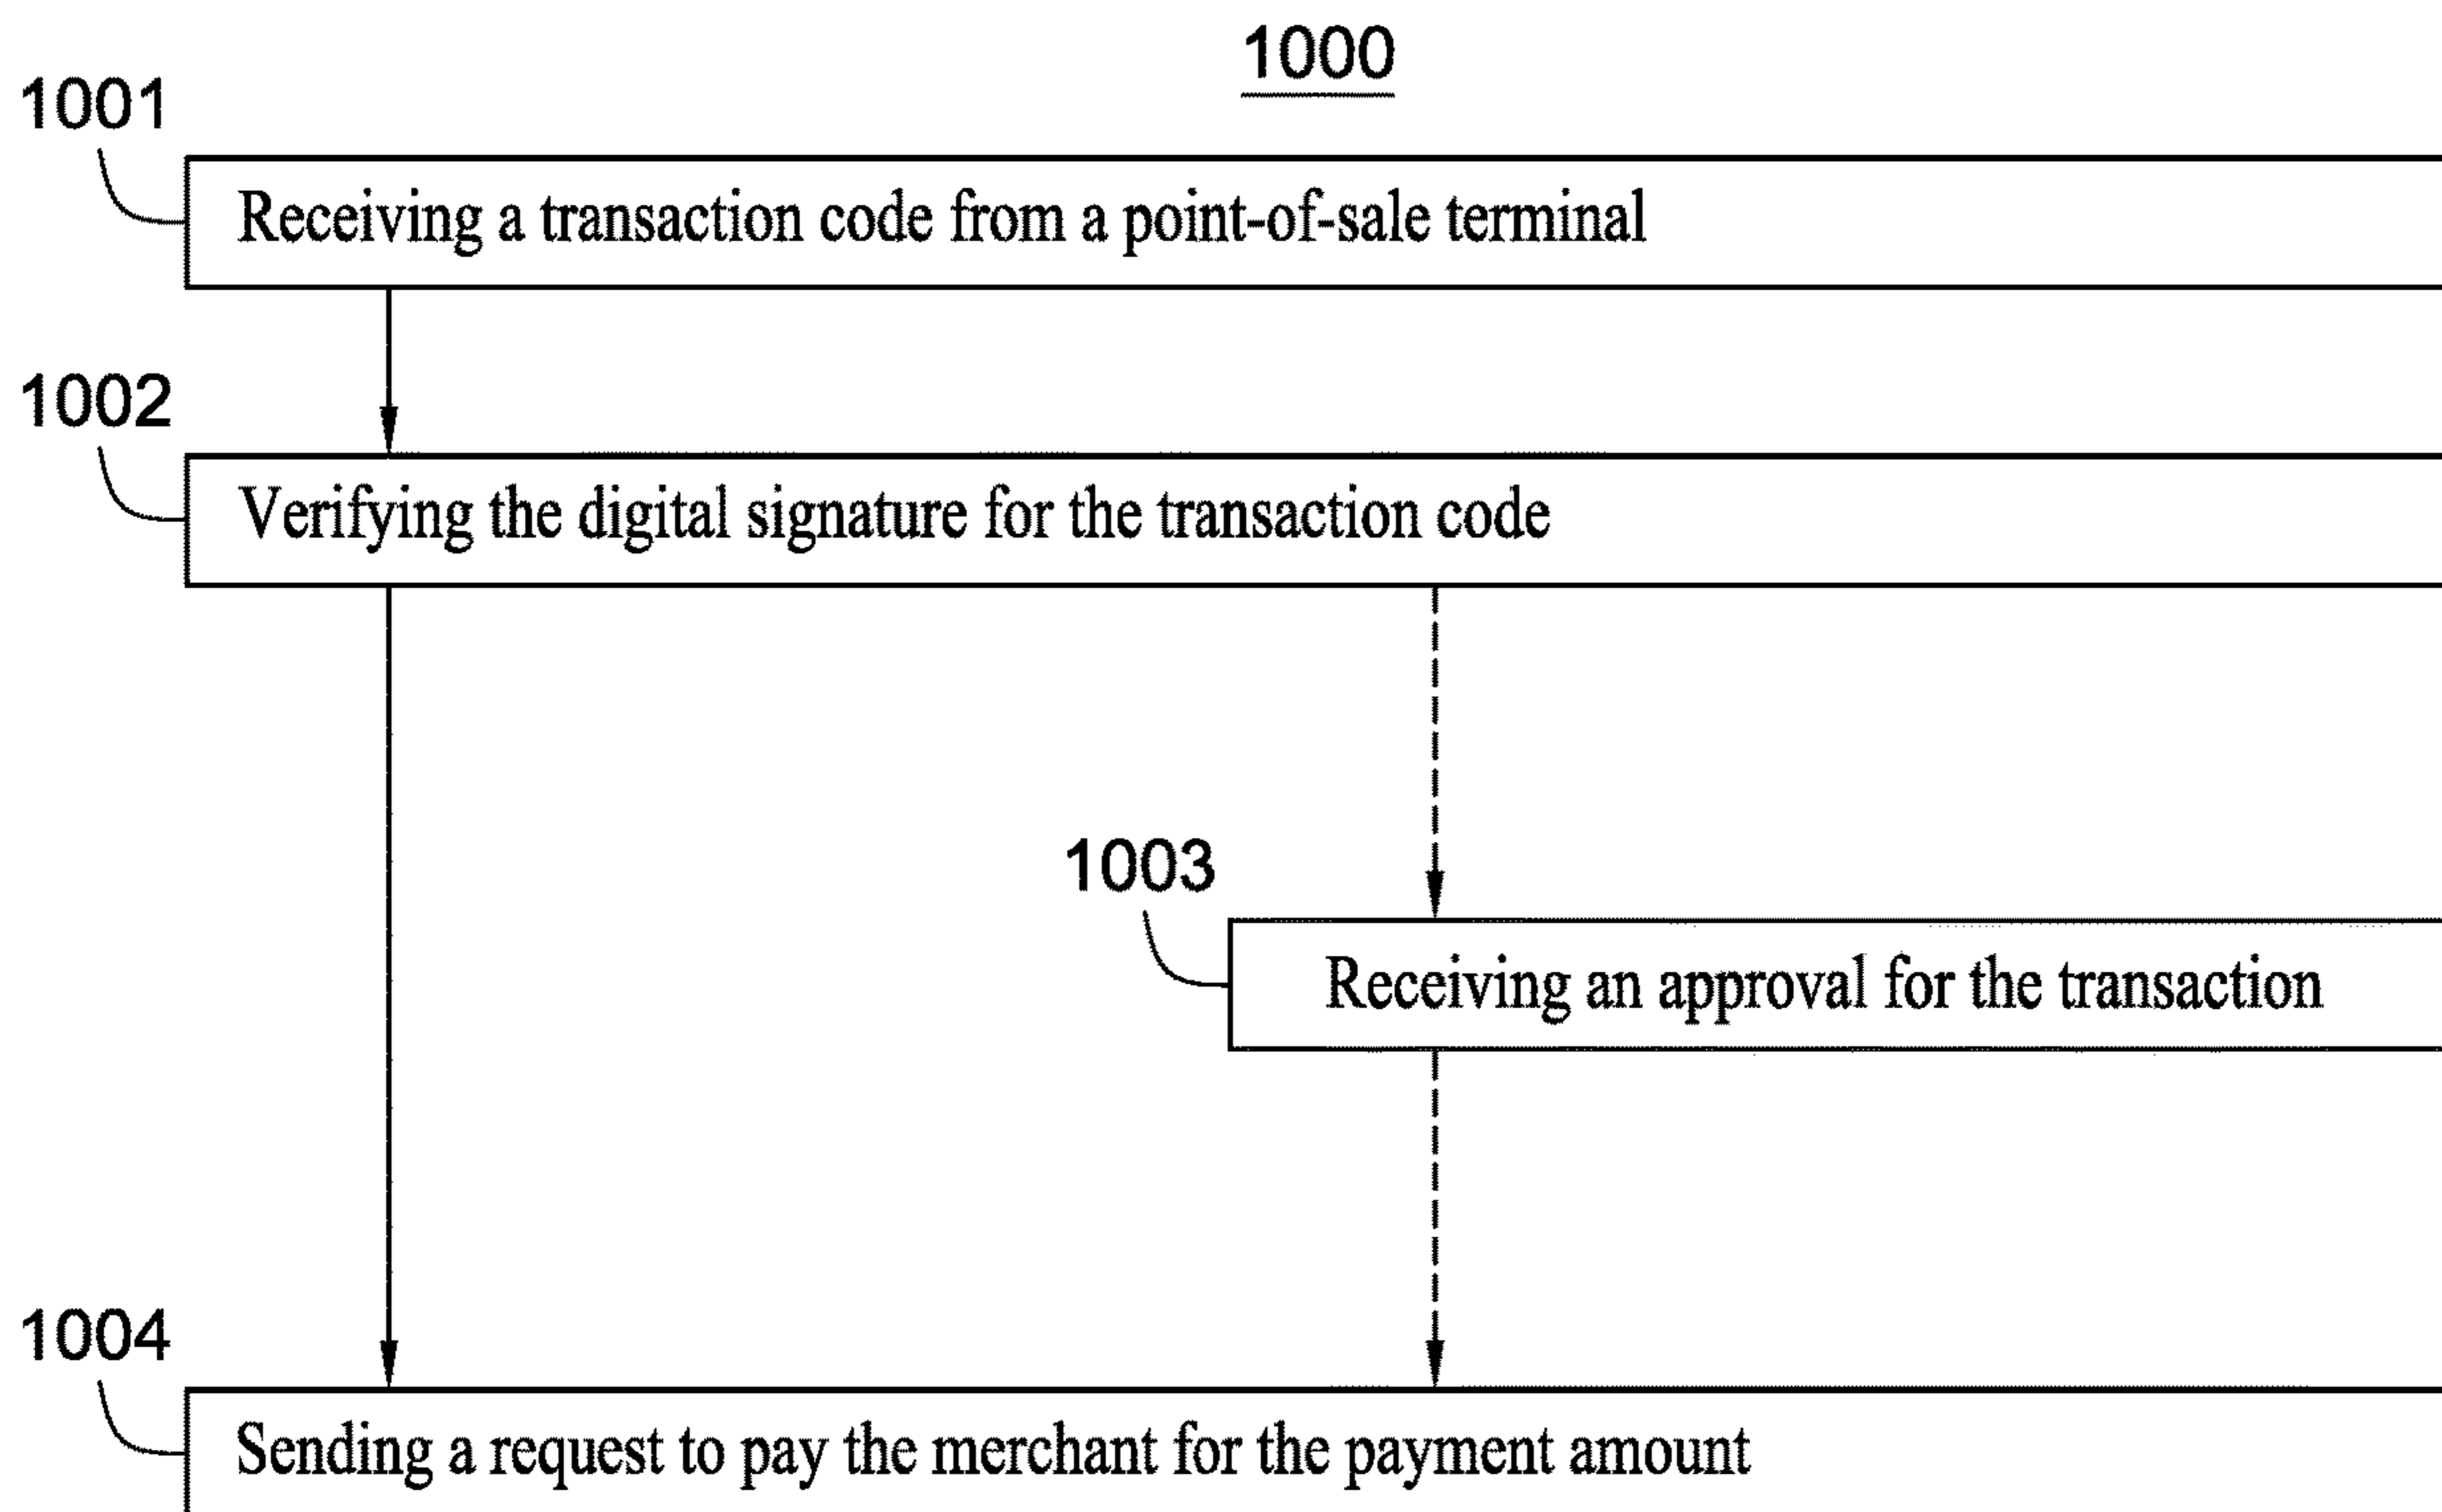 1000
1001
Receiving a transaction code from a point-of-sale terminal
1002
Verifying the digital signature for the transaction code
1003
Receiving an approval for the transaction
1004
Sending a request to pay the merchant for the payment amount